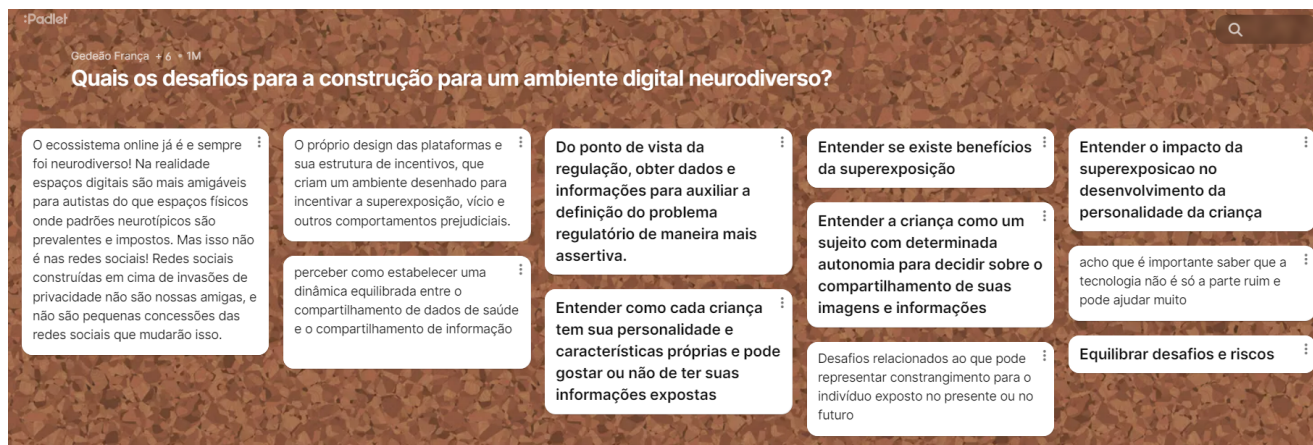 :Padlet
Gedeão França + 6 • 1M
Quais os desafios para a construção para um ambiente digital neurodiverso?
O ecossistema online já é e sempre
foi neurodiverso! Na realidade
espaços digitais são mais amigáveis
para autistas do que espaços físicos
onde padrões neurotípicos são
prevalentes e impostos. Mas isso não
é nas redes sociais! Redes sociais
construídas em cima de invasões de
privacidade não são nossas amigas, e
não são pequenas concessões das
redes sociais que mudarão isso.
O próprio design das plataformas e
sua estrutura de incentivos, que
criam um ambiente desenhado para
incentivar a superexposição, vício e
outros comportamentos prejudiciais.
perceber como estabelecer uma
dinâmica equilibrada entre o
compartilhamento de dados de saúde
e o compartilhamento de informação
Do ponto de vista da
regulação, obter dados e
informações para auxiliar a
definição do problema
regulatório de maneira mais
assertiva.
Entender como cada criança
tem sua personalidade e
características próprias e pode
gostar ou não de ter suas
informações expostas
Entender se existe benefícios
da superexposição
Entender a criança como um
sujeito com determinada
autonomia para decidir sobre o
compartilhamento de suas
imagens e informações
Desafios relacionados ao que pode
representar constrangimento para o
indivíduo exposto no presente ou no
futuro
Entender o impacto da
superexposicao no
desenvolvimento da
personalidade da criança
acho que é importante saber que a
tecnologia não é só a parte ruim e
pode ajudar muito
Equilibrar desafios e riscos